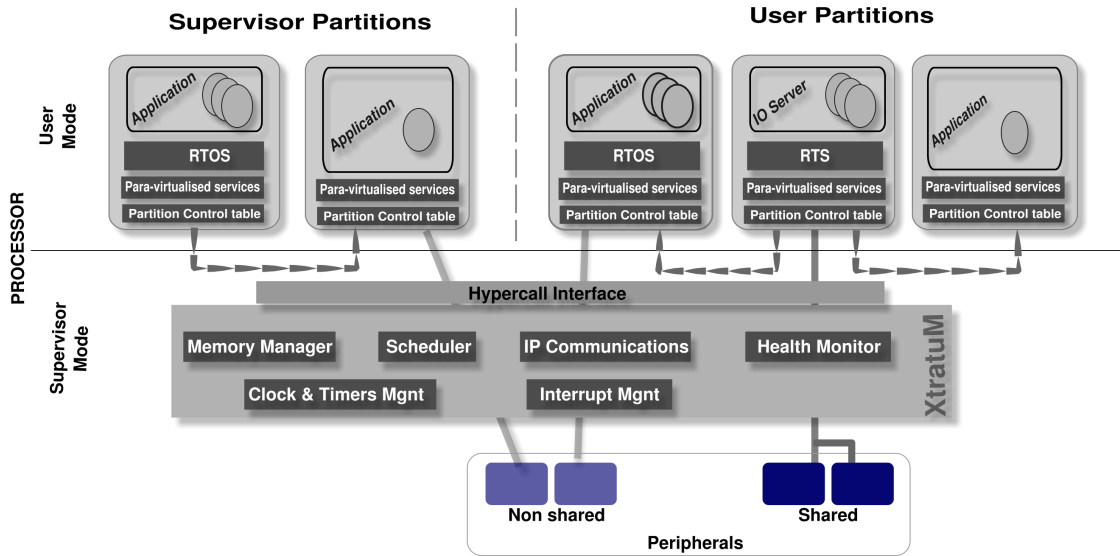 Supervisor Partitions
User Partitions
PROCESSOR
User
Mode
Application
RTOS
Para-virtualised services
Partition Control table
Application
Para-virtualised services
Partition Control table
Application
RTOS
Para-virtualised services
Partition Control table
IO Server
RTS
Para-virtualised services
Partition Control table
Application
Para-virtualised services
Partition Control table
Supervisor
Mode
Hypercall Interface
Memory Manager
Scheduler
IP Communications
Health Monitor
Clock & Timers Mgnt
Interrupt Mgnt
XtratuM
Non shared
Shared
Peripherals